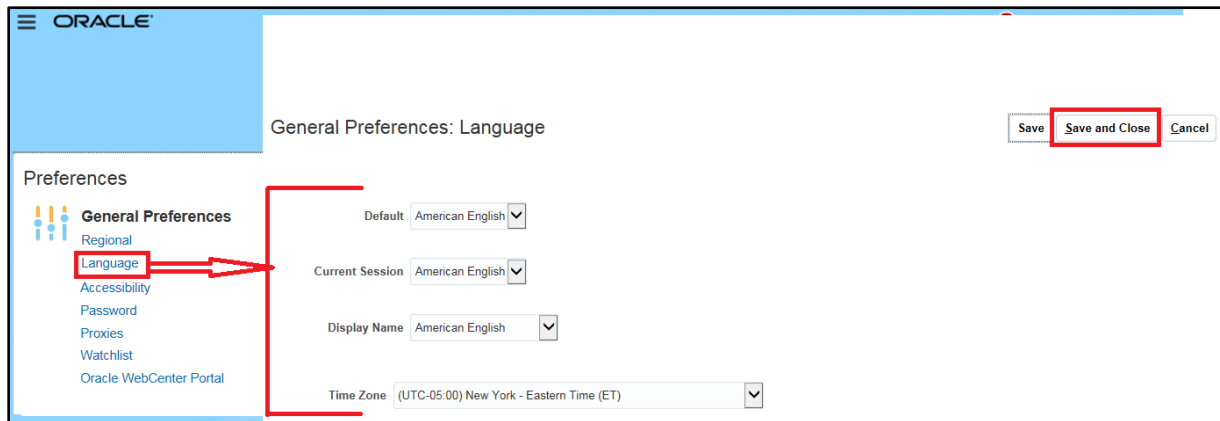 ORACLE
General Preferences: Language
Save Save and Close Cancel
Preferences
General Preferences
Regional
Language
Accessibility
Password
Proxies
Watchlist
Oracle WebCenter Portal
Default American English
Current Session American English
Display Name American English
Time Zone (UTC-05:00) New York - Eastern Time (ET)